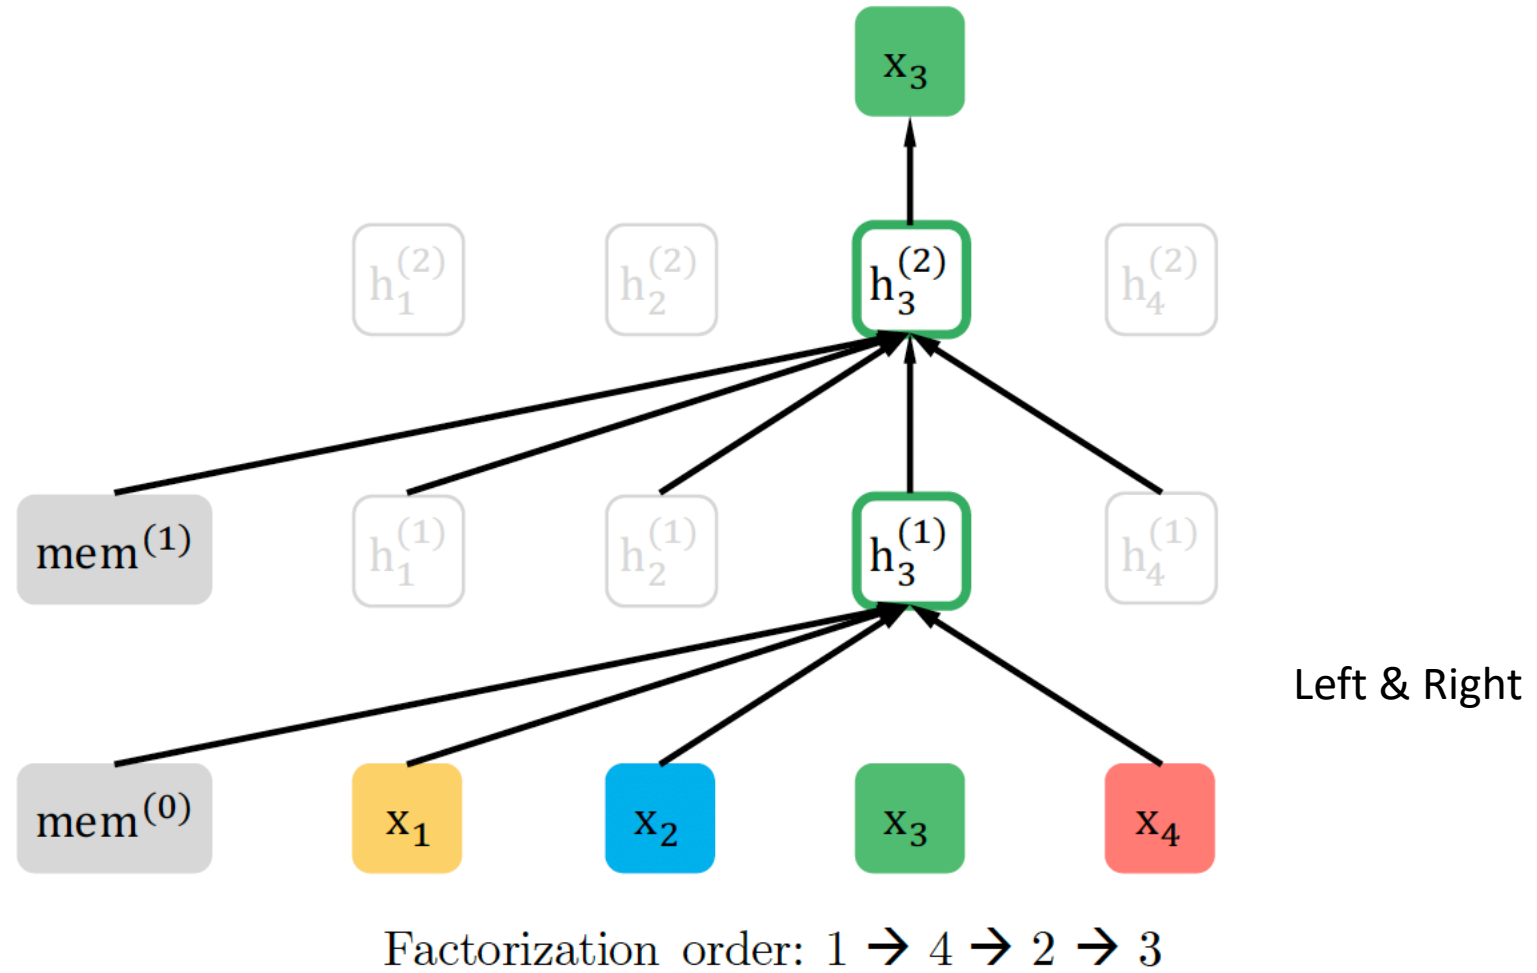 x₃
h₁⁽²⁾ h₂⁽²⁾ h₃⁽²⁾ h₄⁽²⁾
mem⁽¹⁾ h₁⁽¹⁾ h₂⁽¹⁾ h₃⁽¹⁾ h₄⁽¹⁾
Left & Right
mem⁽⁰⁾ x₁ x₂ x₃ x₄
Factorization order: 1 → 4 → 2 → 3